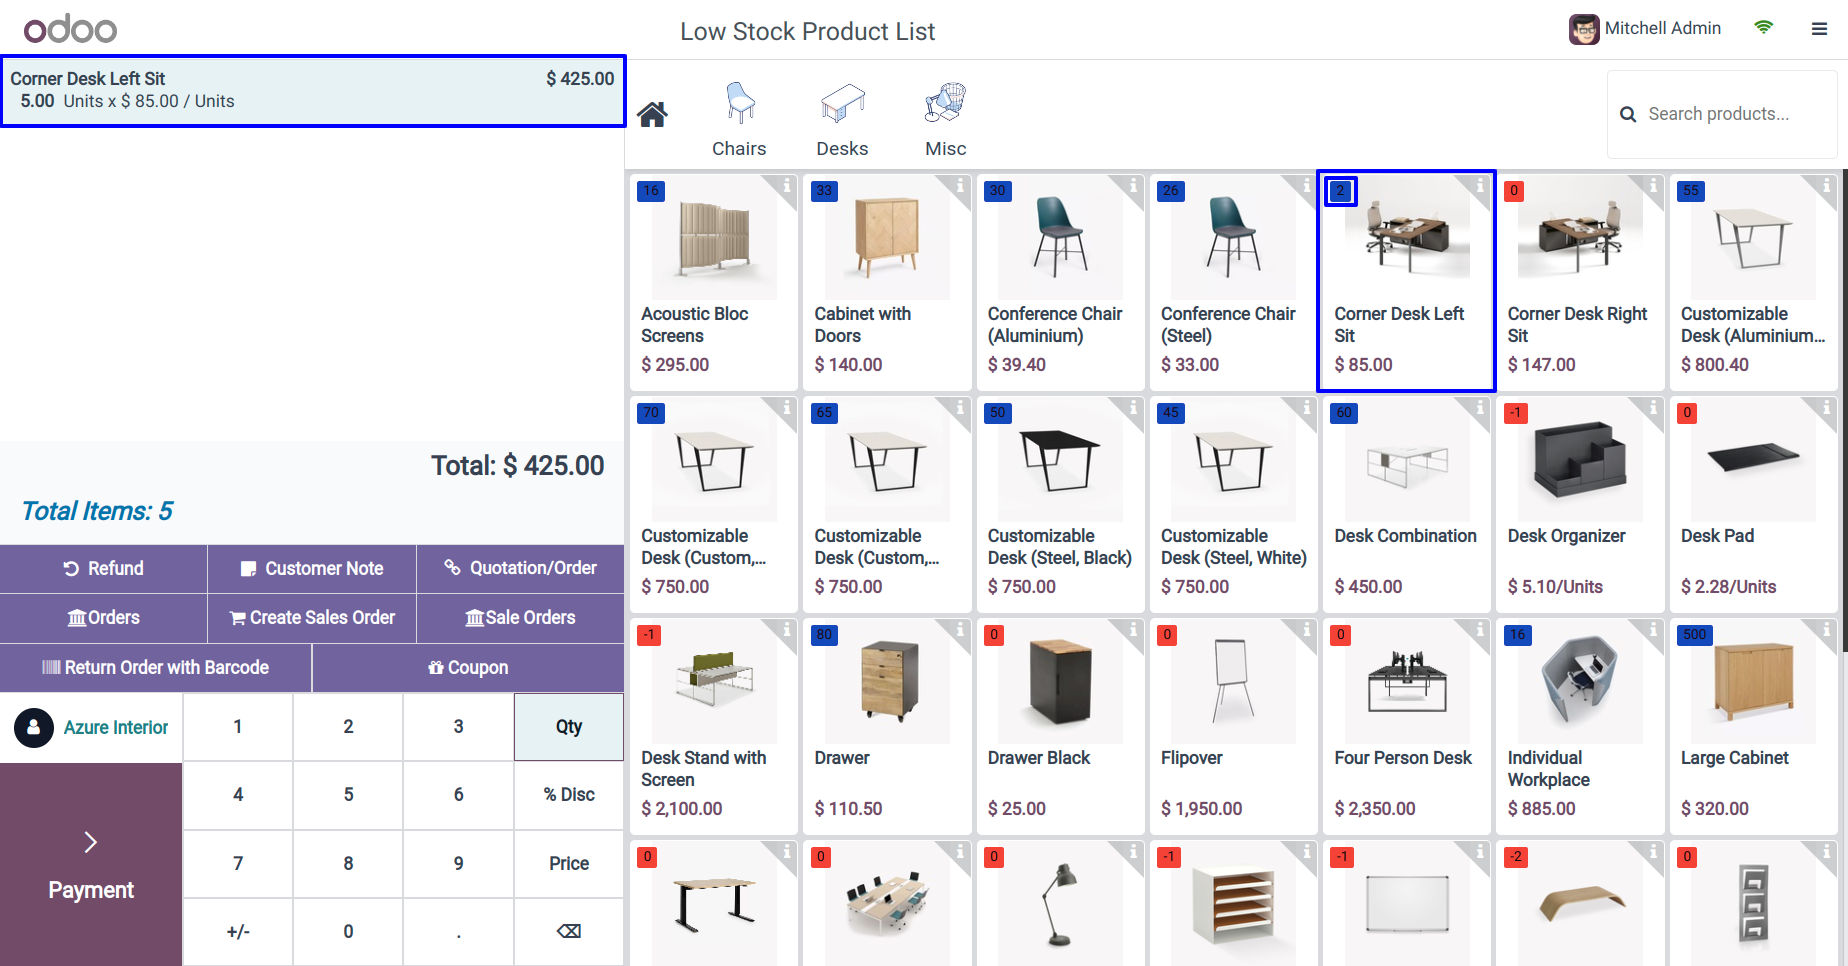 odoo
Low Stock Product List
Mitchell Admin
Corner Desk Left Sit $ 425.00
5.00 Units x $ 85.00 / Units
Chairs
Desks
Misc
Search products...
16
33
30
26
2
0
55
Acoustic Bloc
Screens
$ 295.00
Cabinet with
Doors
$ 140.00
Conference Chair
(Aluminium)
$ 39.40
Conference Chair
(Steel)
$ 33.00
Corner Desk Left
Sit
$ 85.00
Corner Desk Right
Sit
$ 147.00
Customizable
Desk (Aluminium...
$ 800.40
70
65
50
45
60
-1
0
Customizable
Desk (Custom,...
$ 750.00
Customizable
Desk (Custom,...
$ 750.00
Customizable
Desk (Steel, Black)
$ 750.00
Customizable
Desk (Steel, White)
$ 750.00
Desk Combination
$ 450.00
Desk Organizer
$ 5.10/Units
Desk Pad
$ 2.28/Units
-1
80
0
0
0
16
500
Desk Stand with
Screen
$ 2,100.00
Drawer
$ 110.50
Drawer Black
$ 25.00
Flipover
$ 1,950.00
Four Person Desk
$ 2,350.00
Individual
Workplace
$ 885.00
Large Cabinet
$ 320.00
0
0
0
-1
-1
-2
0
Total: $ 425.00
Total Items: 5
Refund
Customer Note
Quotation/Order
Orders
Create Sales Order
Sale Orders
Return Order with Barcode
Coupon
Azure Interior
1
2
3
Qty
4
5
6
% Disc
7
8
9
Price
+/-
0
.
Payment